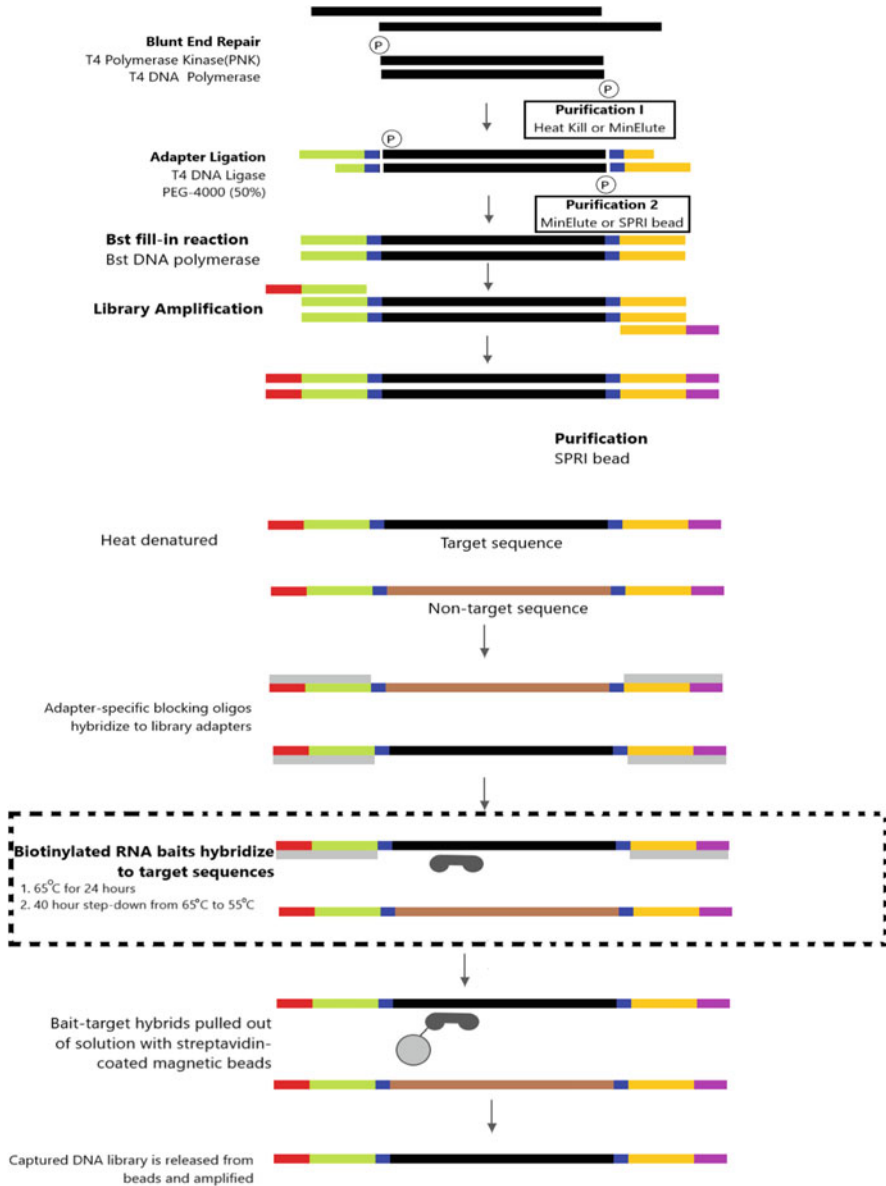 Blunt End Repair
T4 Polymerase Kinase(PNK)
T4 DNA Polymerase
P
P
Purification I
Heat Kill or MinElute
P
Adapter Ligation
T4 DNA Ligase
PEG-4000 (50%)
P
Purification 2
MinElute or SPRI bead
Bst fill-in reaction
Bst DNA polymerase
Library Amplification
Purification
SPRI bead
Heat denatured
Target sequence
Non-target sequence
Adapter-specific blocking oligos
hybridize to library adapters
Biotinylated RNA baits hybridize
to target sequences
1. 65°C for 24 hours
2. 40 hour step-down from 65°C to 55°C
Bait-target hybrids pulled out
of solution with streptavidin-
coated magnetic beads
Captured DNA library is released from
beads and amplified